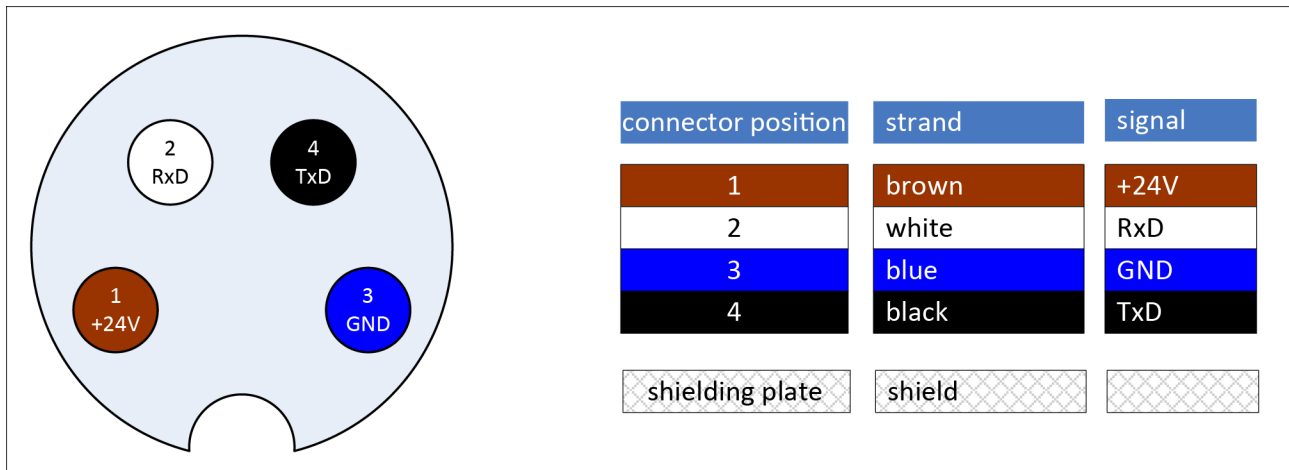 2
RxD
4
TxD
1
+24V
3
GND
connector position strand signal
1 brown +24V
2 white RxD
3 blue GND
4 black TxD
shielding plate shield